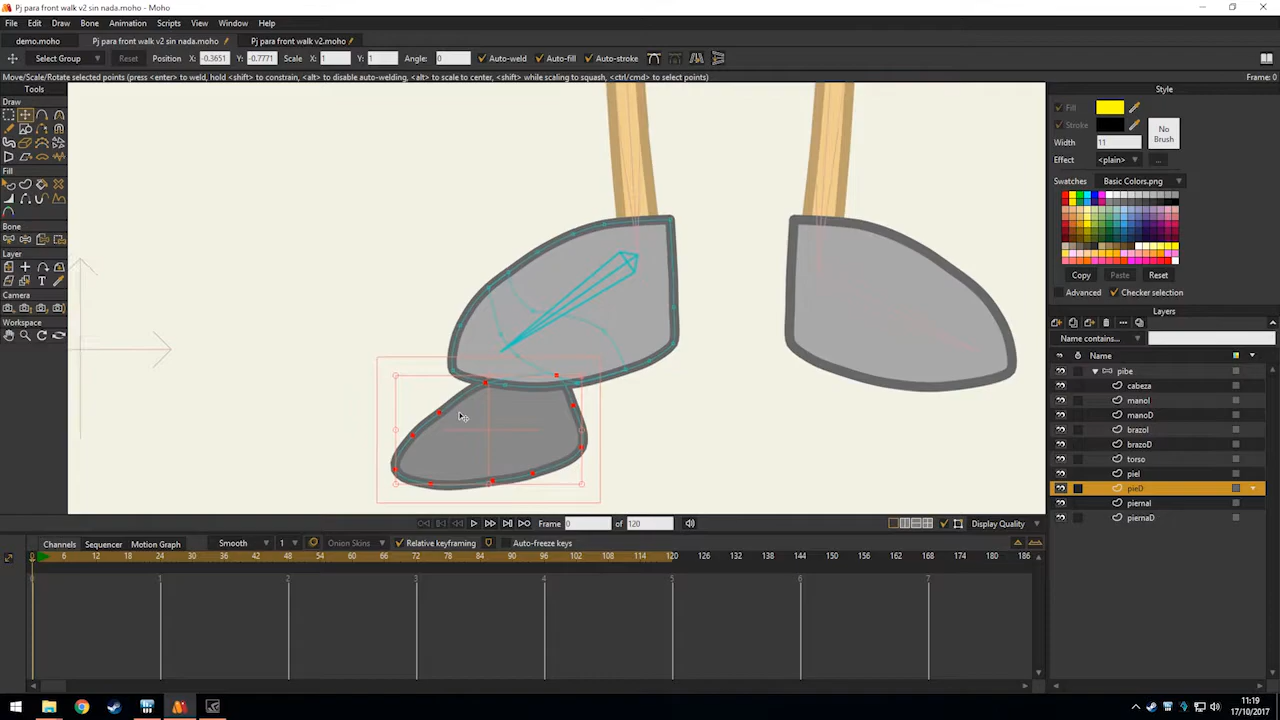 Pj para front walk v2 sin nada.moho - Moho
File Edit Draw Bone Animation Scripts View Window Help
demo.moho Pj para front walk v2 sin nada.moho Pj para front walk v2.moho
Select Group Reset Position X: -0.3651 Y: -0.7771 Scale X: 1 Y: 1 Angle: 0 Auto-weld Auto-fill Auto-stroke
Move/Scale/Rotate selected points (press <enter> to weld, hold <shift> to constrain, <alt> to disable auto-welding, <alt> to scale to center, <shift> while scaling to squash, <ctrl/cmd> to select points) Frame: 0
Tools
Draw
Fill
Bone
Layer
Camera
Workspace
Style
Fill
Stroke
No Brush
Width 11
Effect <plain> ...
Swatches Basic Colors.png
Copy Paste Reset
Advanced Checker selection
Layers
Name contains...
Name
pibe
cabeza
manoI
manoD
brazoI
brazoD
torso
pieI
pieD
piernaI
piernaD
Frame 0 of 120 Display Quality
Channels Sequencer Motion Graph Smooth 1 Onion Skins Relative keyframing Auto-freeze keys
0 6 12 18 24 30 36 42 48 54 60 66 72 78 84 90 96 102 108 114 120 126 132 138 144 150 156 162 168 174 180 186
0 1 2 3 4 5 6 7
11:19
17/10/2017